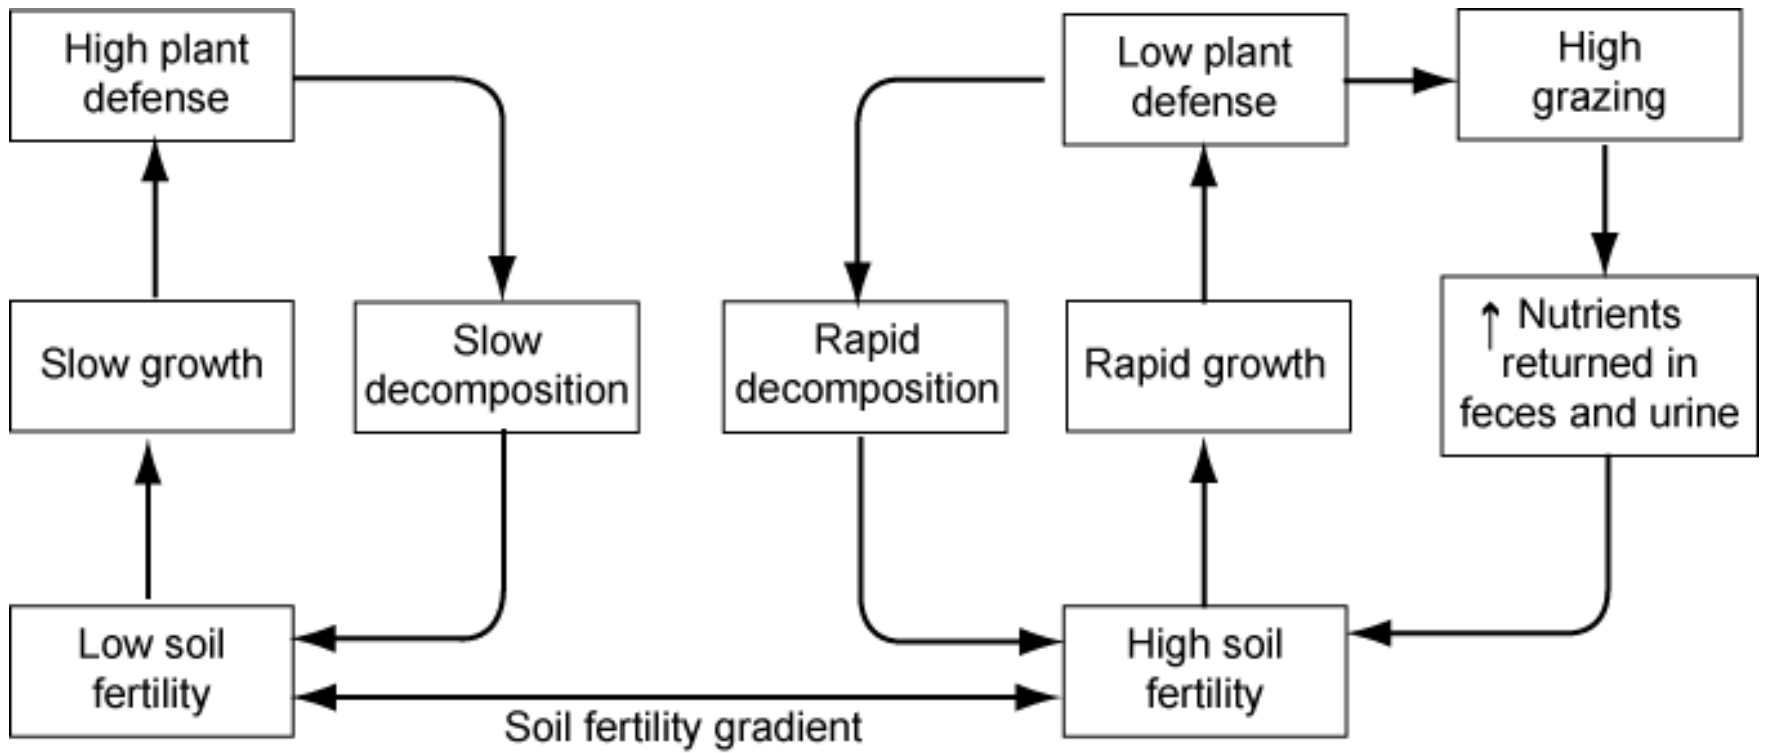 High plant
defense
Low plant
defense
High
grazing
Slow growth
Slow
decomposition
Rapid
decomposition
Rapid growth
↑ Nutrients
returned in
feces and urine
Low soil
fertility
High soil
fertility
Soil fertility gradient